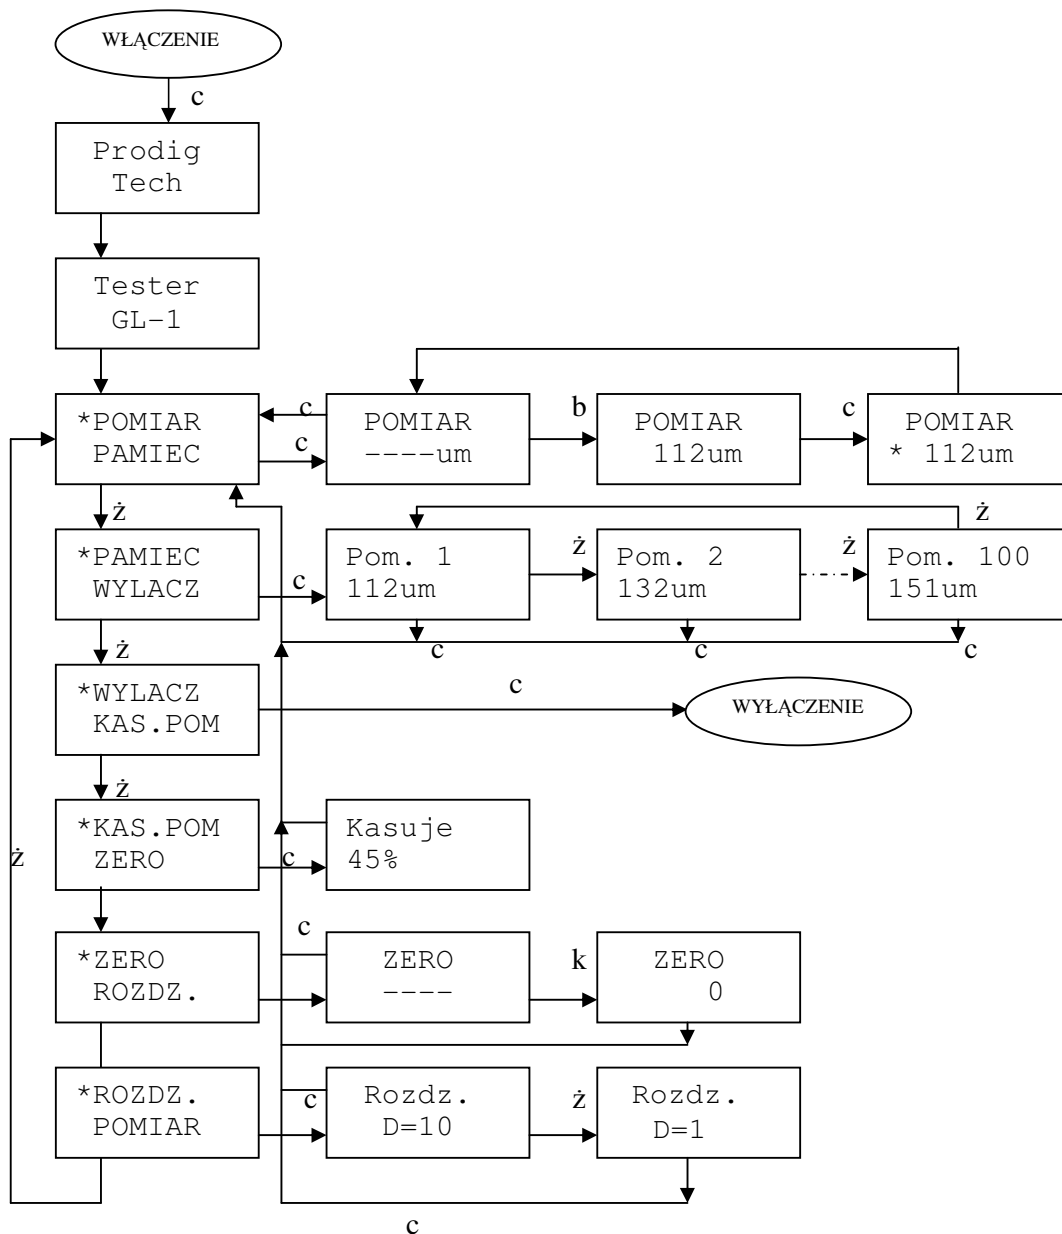 WŁĄCZENIE
c
Prodig
Tech
Tester
GL-1
*POMIAR
PAMIEC
c
c
POMIAR
----um
b
POMIAR
112um
c
POMIAR
* 112um
ż
*PAMIEC
WYLACZ
c
Pom. 1
112um
ż
Pom. 2
132um
ż
ż
Pom. 100
151um
c
c
c
ż
*WYLACZ
KAS.POM
c
WYŁĄCZENIE
ż
*KAS.POM
ZERO
ż
c
Kasuje
45%
*ZERO
ROZDZ.
c
ZERO
----
k
ZERO
0
*ROZDZ.
POMIAR
c
Rozdz.
D=10
ż
Rozdz.
D=1
c